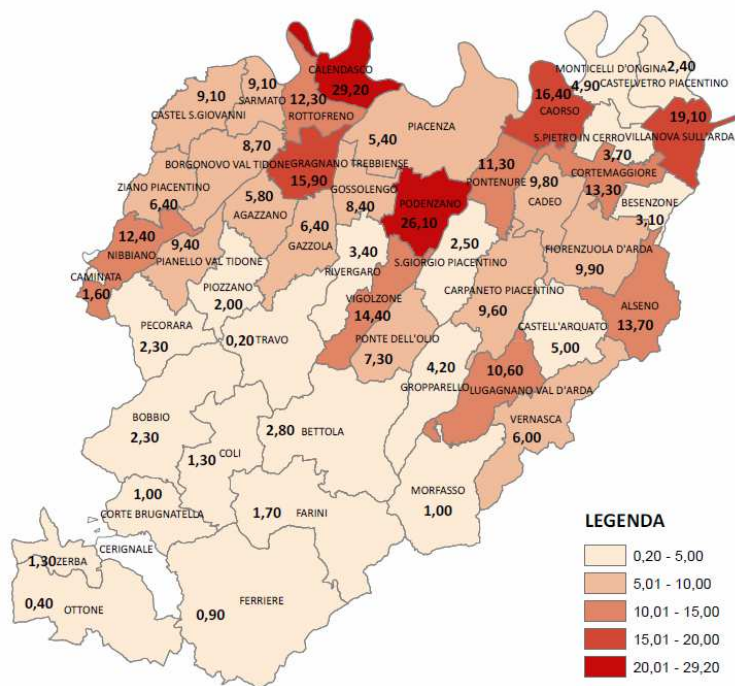 CALENDASCO
29,20
MONTICELLI D'ONGINA
2,40
4,90
CASTELVETRO PIACENTINO
9,10
SARMATO
9,10
CASTEL S.GIOVANNI
12,30
ROTTOFRENO
16,40
CAORSO
19,10
S.PIETRO IN CERRO
VILLANOVA SULL'ARDA
3,70
PIACENZA
5,40
8,70
BORGONOVO VAL TIDONE
GRAGNANO TREBBIENSE
15,90
11,30
PONTENURE
CORTEMAGGIORE
13,30
9,80
CADEO
ZIANO PIACENTINO
6,40
5,80
AGAZZANO
GOSSOLENGO
8,40
PODENZANO
26,10
BESENZONE
3,10
12,40
NIBBIANO
9,40
PIANELLO VAL TIDONE
6,40
GAZZOLA
3,40
RIVERGARO
2,50
S.GIORGIO PIACENTINO
FIORENZUOLA D'ARDA
9,90
CAMINATA
1,60
PIOZZANO
2,00
VIGOLZONE
14,40
CARPANETO PIACENTINO
9,60
ALSENO
13,70
PECORARA
2,30
0,20
TRAVO
PONTE DELL'OLIO
7,30
CASTELL'ARQUATO
5,00
4,20
GROPPARELLO
10,60
LUGAGNANO VAL D'ARDA
BOBBIO
2,30
2,80
BETTOLA
VERNASCA
6,00
1,30
COLI
1,00
CORTE BRUGNATELLA
1,70
FARINI
MORFASSO
1,00
CERIGNALE
1,30
ZERBA
0,40
OTTONE
FERRIERE
0,90
LEGENDA
0,20 - 5,00
5,01 - 10,00
10,01 - 15,00
15,01 - 20,00
20,01 - 29,20